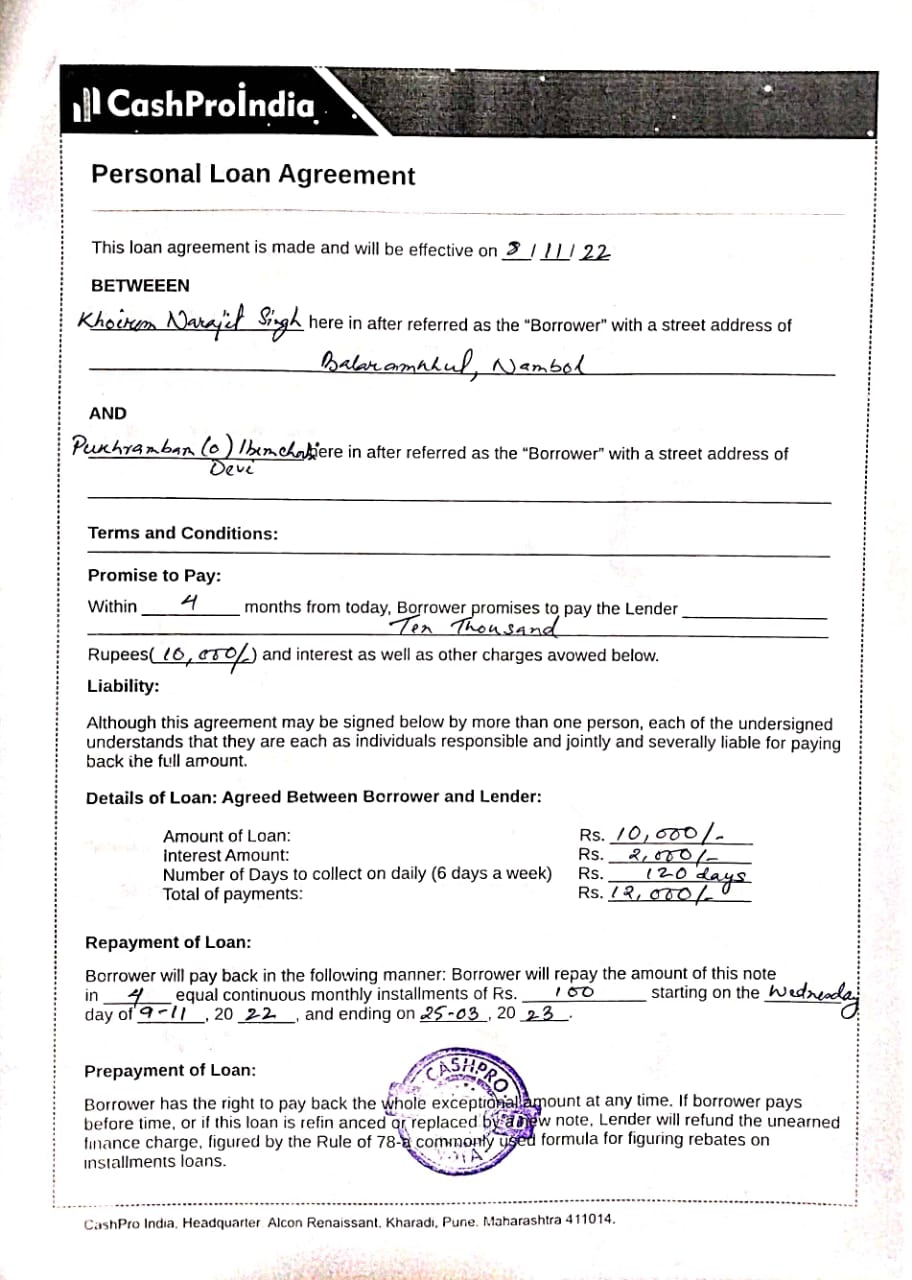 CashProIndia
Personal Loan Agreement
This loan agreement is made and will be effective on 8/11/22
BETWEEEN
Khoirom Narajit Singh here in after referred as the “Borrower” with a street address of
Balaramkhul, Nambol
AND
Pukhrambam (o) Ibemchobi here in after referred as the “Borrower” with a street address of
Devi
Terms and Conditions:
Promise to Pay:
Within 4 months from today, Borrower promises to pay the Lender
Ten Thousand
Rupees( 10,000/-) and interest as well as other charges avowed below.
Liability:
Although this agreement may be signed below by more than one person, each of the undersigned
understands that they are each as individuals responsible and jointly and severally liable for paying
back the full amount.
Details of Loan: Agreed Between Borrower and Lender:
Amount of Loan: Rs. 10,000/-
Interest Amount: Rs. 2,000/-
Number of Days to collect on daily (6 days a week) Rs. 120 days
Total of payments: Rs. 12,000/-
Repayment of Loan:
Borrower will pay back in the following manner: Borrower will repay the amount of this note
in 4 equal continuous monthly installments of Rs. 100 starting on the Wednesday
day of 9-11, 20 22, and ending on 25-03, 20 23.
Prepayment of Loan:
CASHPRO
Borrower has the right to pay back the whole exceptional amount at any time. If borrower pays
before time, or if this loan is refin anced or replaced by a new note, Lender will refund the unearned
finance charge, figured by the Rule of 78-a commonly used formula for figuring rebates on
installments loans.
CashPro India, Headquarter Alcon Renaissant, Kharadi, Pune, Maharashtra 411014.